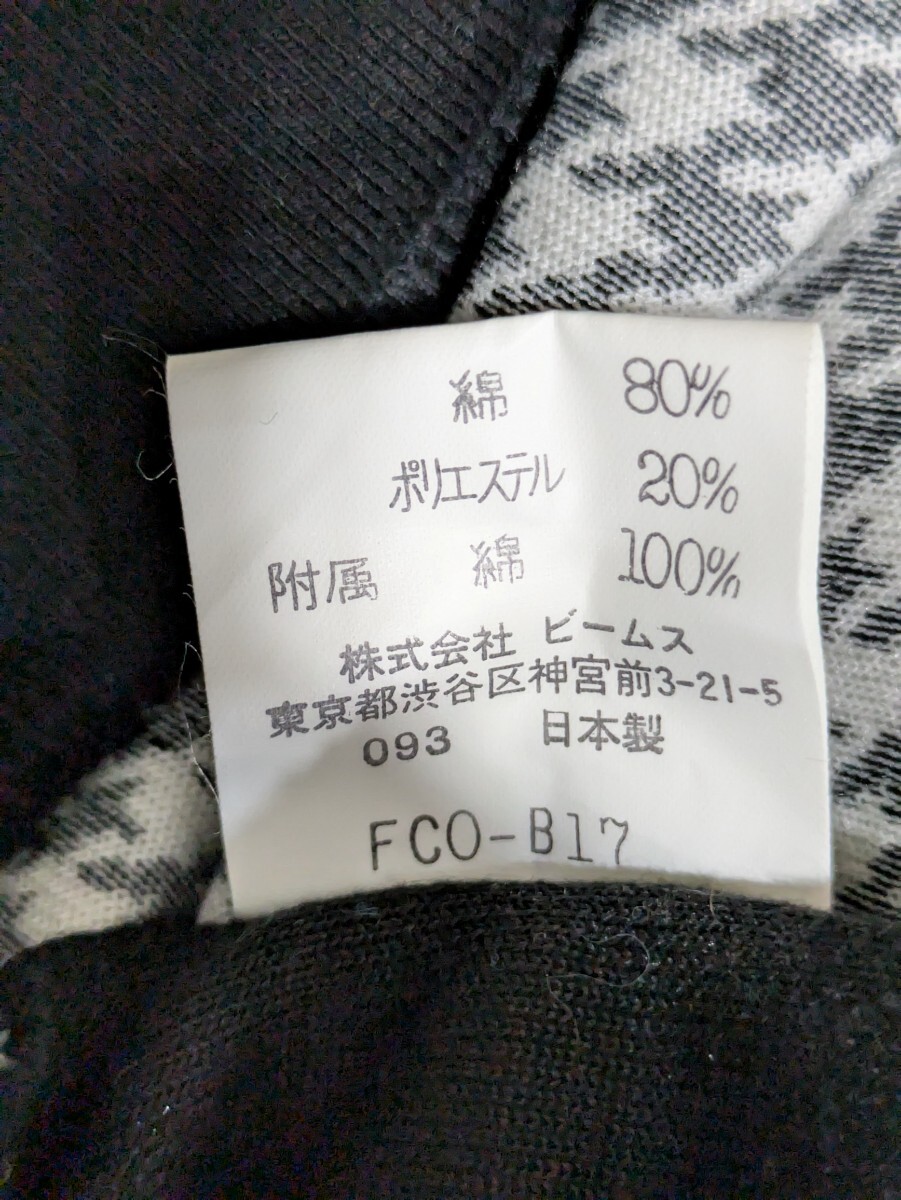 綿 80%
ポリエステル 20%
附属 綿 100%
株式会社 ビームス
東京都渋谷区神宮前3-21-5
093 日本製
FCO-B17